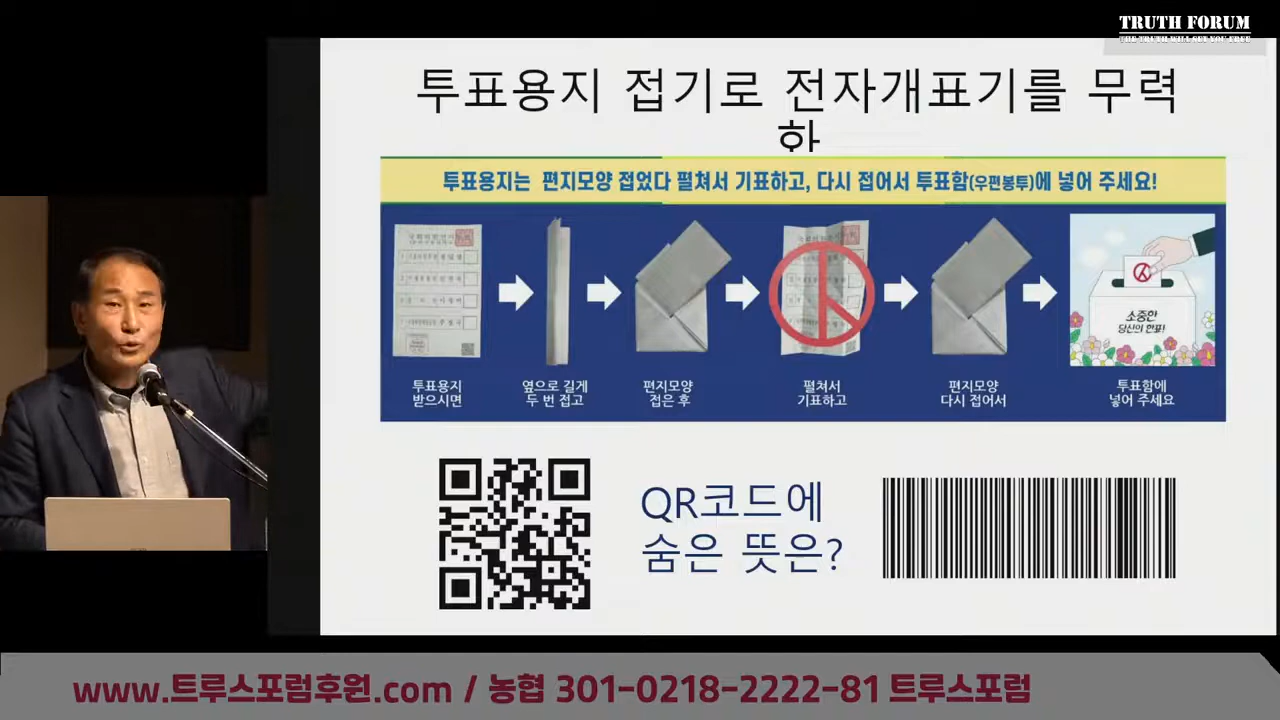 TRUTH FORUM
THE TRUTH WILL SET YOU FREE
투표용지 접기로 전자개표기를 무력
화
투표용지는 편지모양 접었다 펼쳐서 기표하고, 다시 접어서 투표함(우편봉투)에 넣어 주세요!
소중한
당신의 한표!
투표용지
받으시면
옆으로 길게
두 번 접고
편지모양
접은 후
펼쳐서
기표하고
편지모양
다시 접어서
투표함에
넣어 주세요
QR코드에
숨은 뜻은?
www.트루스포럼후원.com / 농협 301-0218-2222-81 트루스포럼